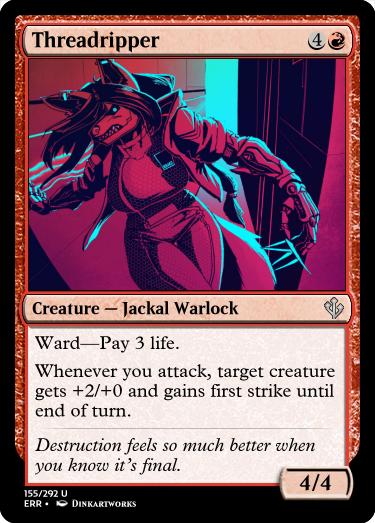 Threadripper
4
Creature — Jackal Warlock
Ward—Pay 3 life.
Whenever you attack, target creature
gets +2/+0 and gains first strike until
end of turn.
Destruction feels so much better when
you know it's final.
4/4
155/292 U
ERR • Dinkartworks